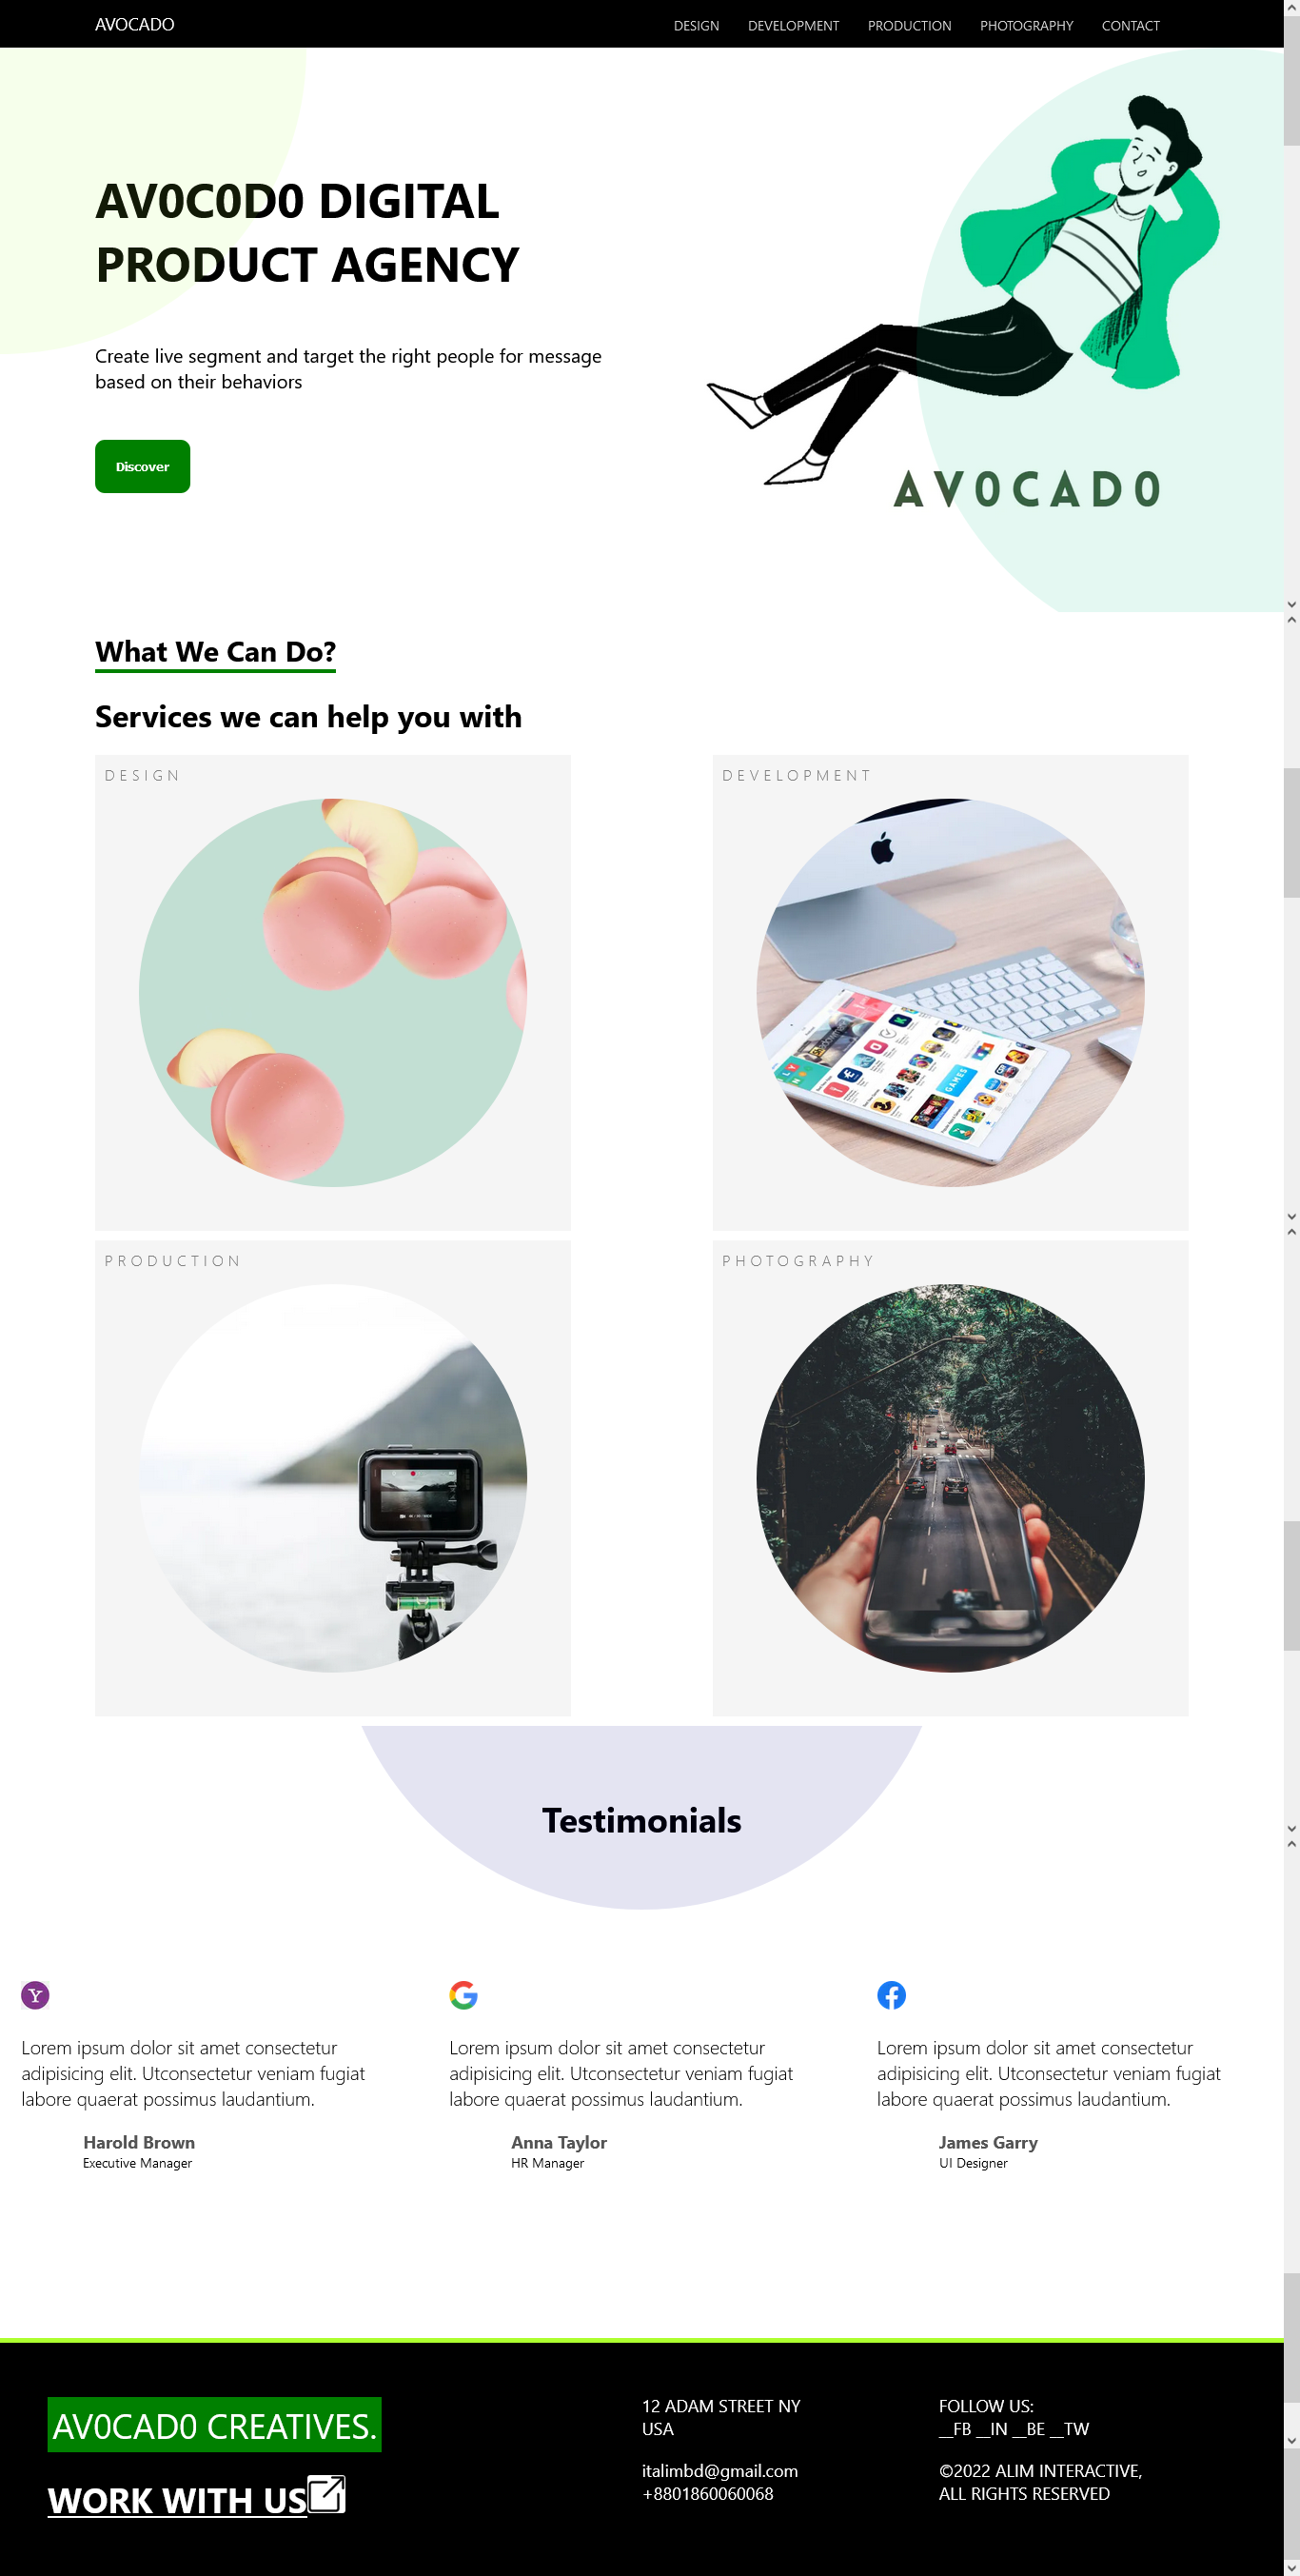 AVOCADO
DESIGN DEVELOPMENT PRODUCTION PHOTOGRAPHY CONTACT
AV0C0D0 DIGITAL
PRODUCT AGENCY
Create live segment and target the right people for message
based on their behaviors
Discover
AV0CAD0
What We Can Do?
Services we can help you with
DESIGN
DEVELOPMENT
GAMES
PRODUCTION
PHOTOGRAPHY
Testimonials
Lorem ipsum dolor sit amet consectetur
adipisicing elit. Utconsectetur veniam fugiat
labore quaerat possimus laudantium.
Harold Brown
Executive Manager
Lorem ipsum dolor sit amet consectetur
adipisicing elit. Utconsectetur veniam fugiat
labore quaerat possimus laudantium.
Anna Taylor
HR Manager
Lorem ipsum dolor sit amet consectetur
adipisicing elit. Utconsectetur veniam fugiat
labore quaerat possimus laudantium.
James Garry
UI Designer
AV0CAD0 CREATIVES.
WORK WITH US
12 ADAM STREET NY
USA
italimbd@gmail.com
+8801860060068
FOLLOW US:
__FB __IN __BE __TW
©2022 ALIM INTERACTIVE,
ALL RIGHTS RESERVED